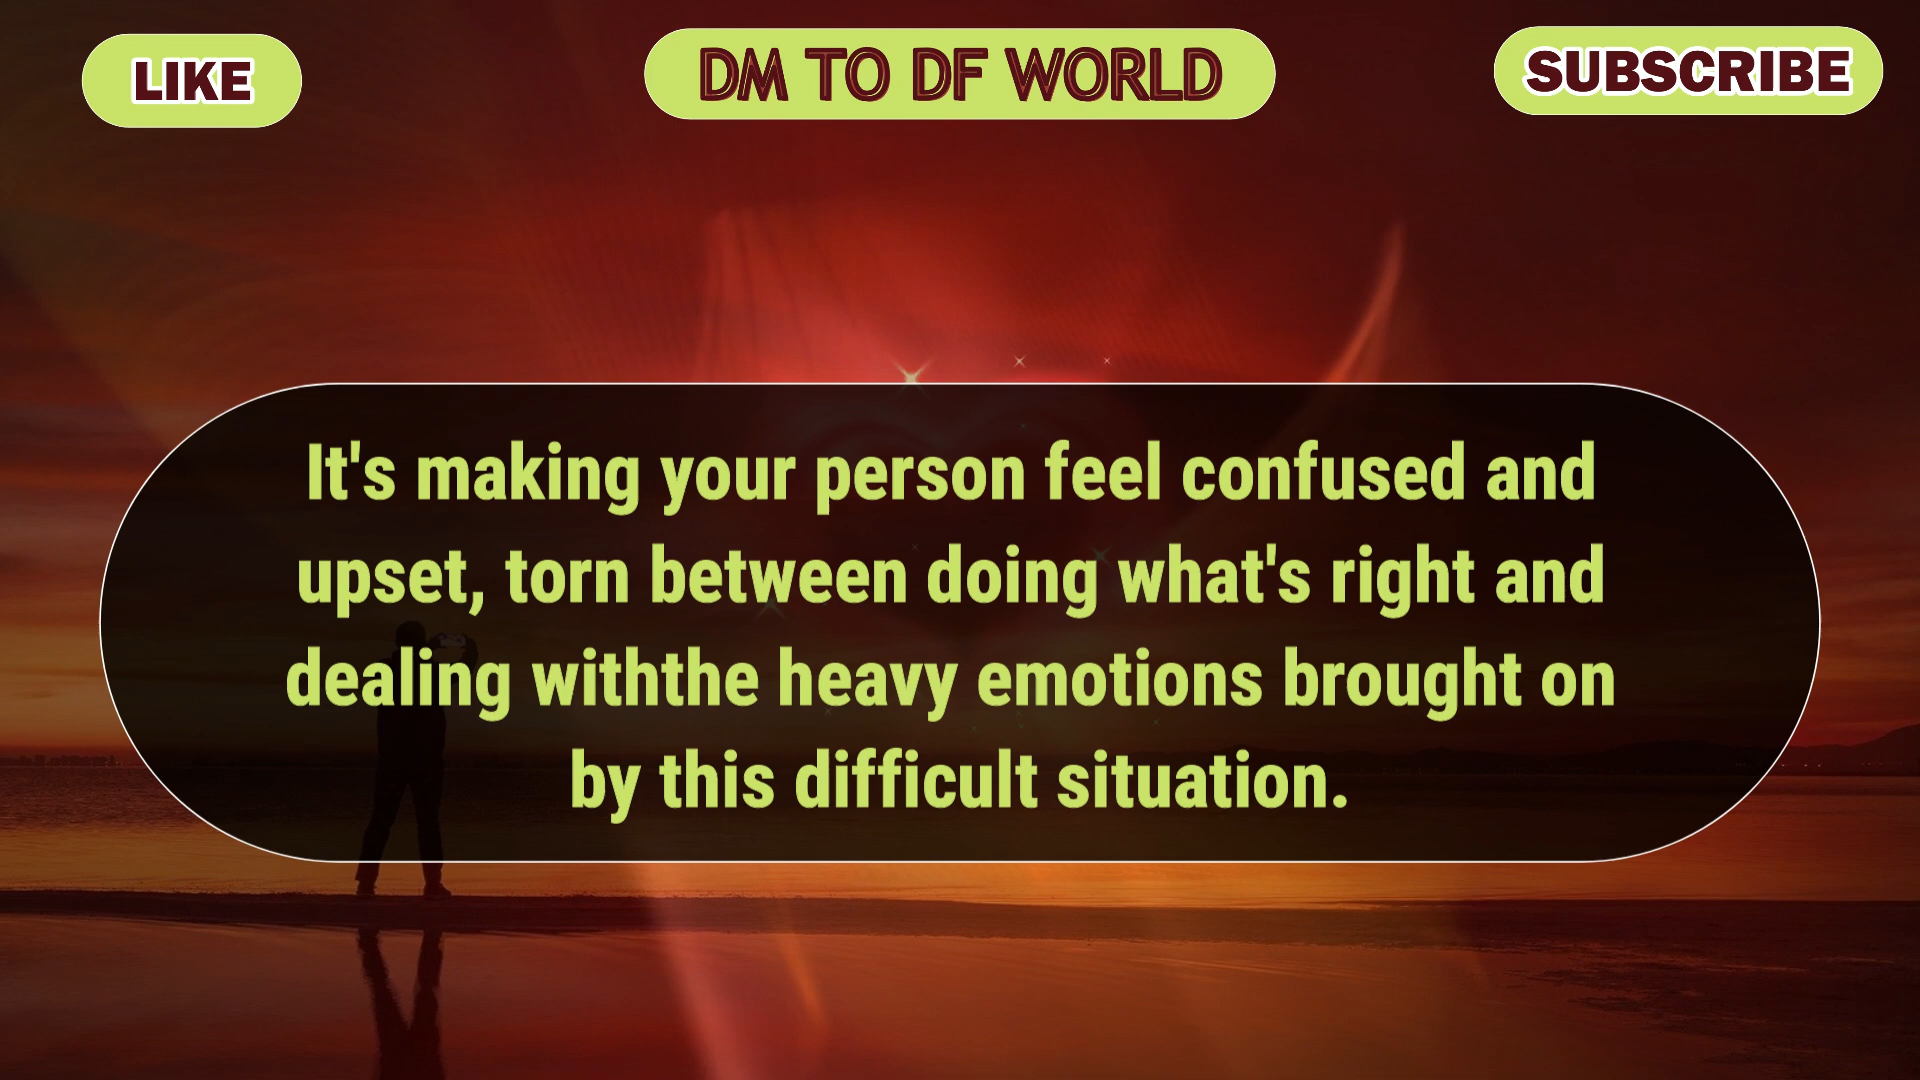 LIKE
DM TO DF WORLD
SUBSCRIBE
It's making your person feel confused and
upset, torn between doing what's right and
dealing withthe heavy emotions brought on
by this difficult situation.